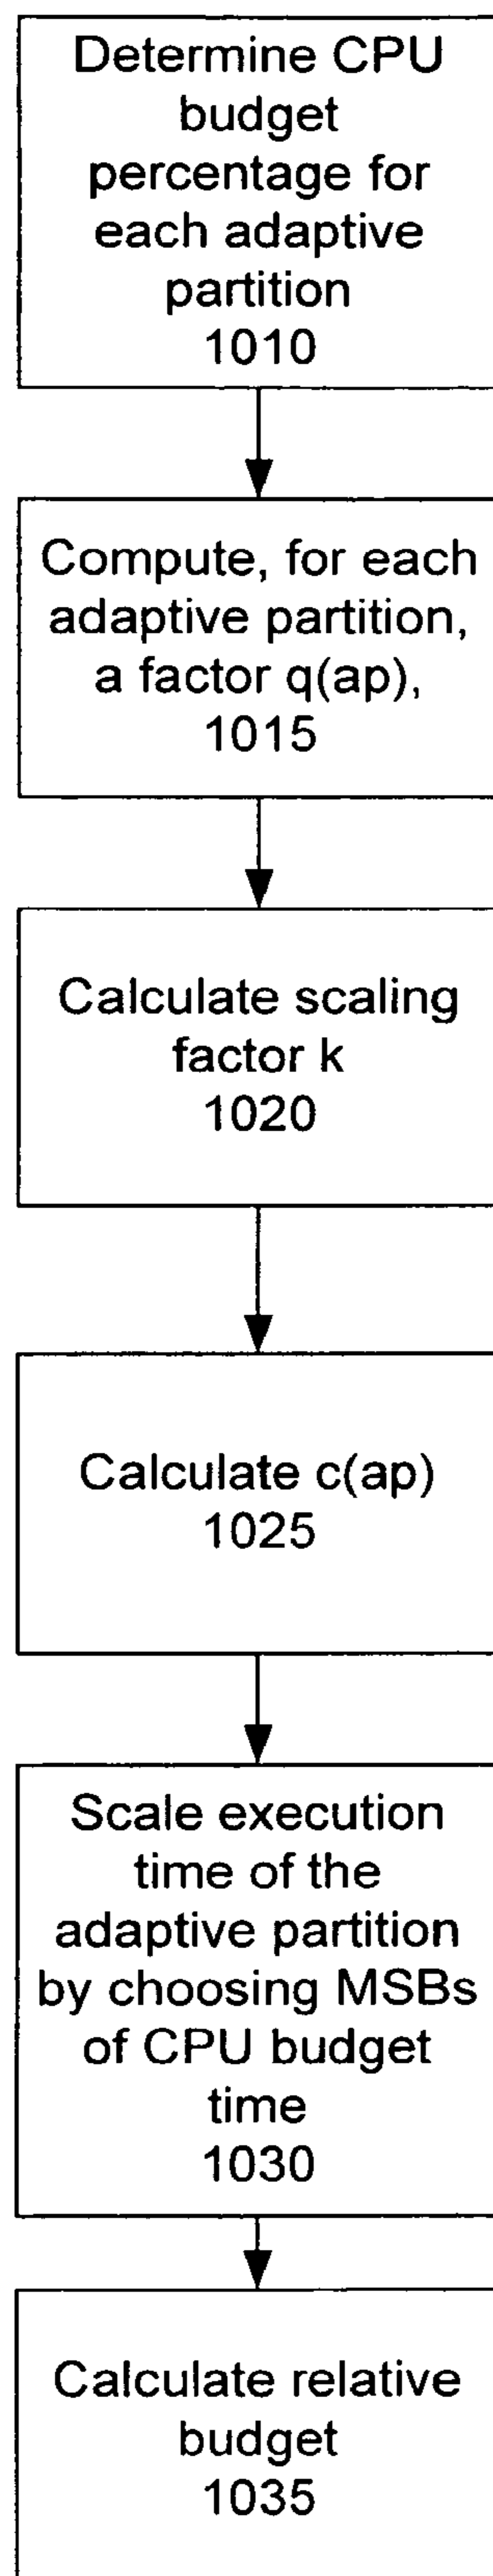 Determine CPU
budget
percentage for
each adaptive
partition
1010
Compute, for each
adaptive partition,
a factor q(ap),
1015
Calculate scaling
factor k
1020
Calculate c(ap)
1025
Scale execution
time of the
adaptive partition
by choosing MSBs
of CPU budget
time
1030
Calculate relative
budget
1035